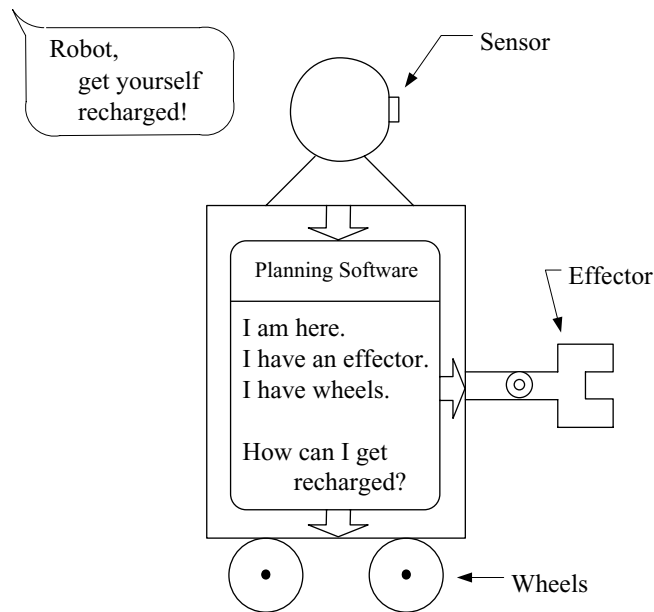 Robot,
get yourself
recharged!
Sensor
Planning Software
I am here.
I have an effector.
I have wheels.
How can I get
recharged?
Effector
Wheels